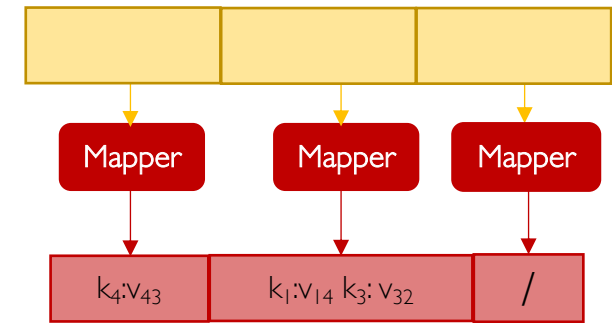 Mapper Mapper Mapper
k₄:v₄₃ k₁:v₁₄ k₃: v₃₂ /